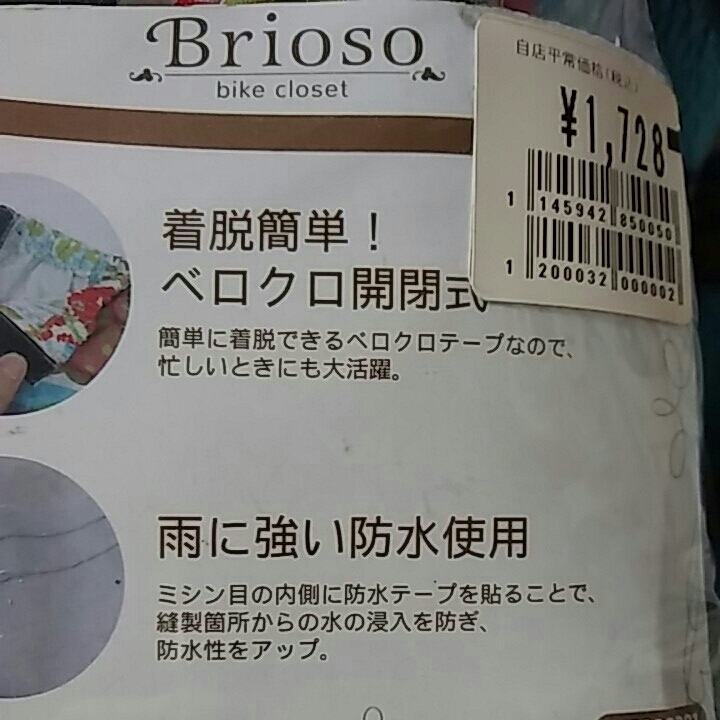 Brioso
bike closet
自店平常価格(税込)
¥1,728
1 145942 850050
1 200032 000002
着脱簡単！
ベロクロ開閉式
簡単に着脱できるベロクロテープなので、
忙しいときにも大活躍。
雨に強い防水使用
ミシン目の内側に防水テープを貼ることで、
縫製箇所からの水の浸入を防ぎ、
防水性をアップ。